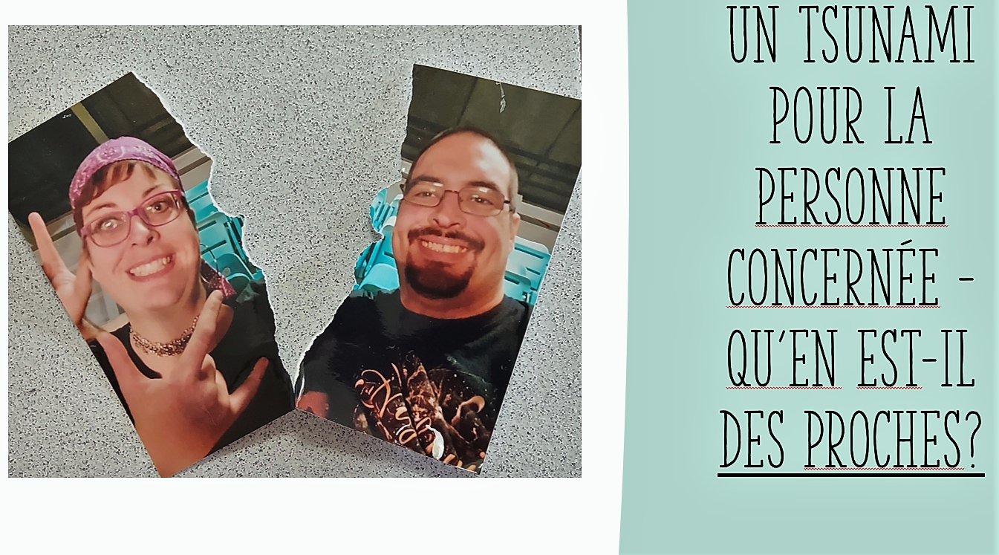 UN TSUNAMI
POUR LA
PERSONNE
CONCERNÉE -
QU'EN EST-IL
DES PROCHES?